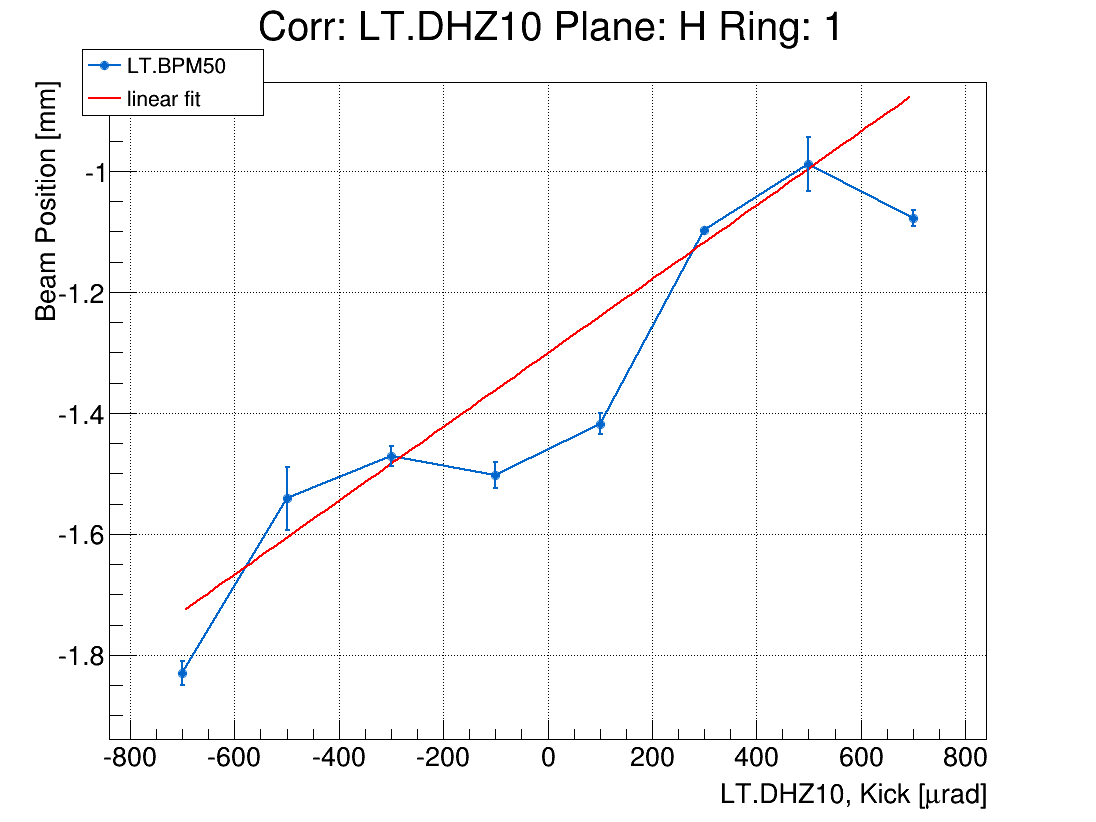 Corr: LT.DHZ10 Plane: H Ring: 1
LT.BPM50
linear fit
Beam Position [mm]
-1
-1.2
-1.4
-1.6
-1.8
-800 -600 -400 -200 0 200 400 600 800
LT.DHZ10, Kick [μrad]